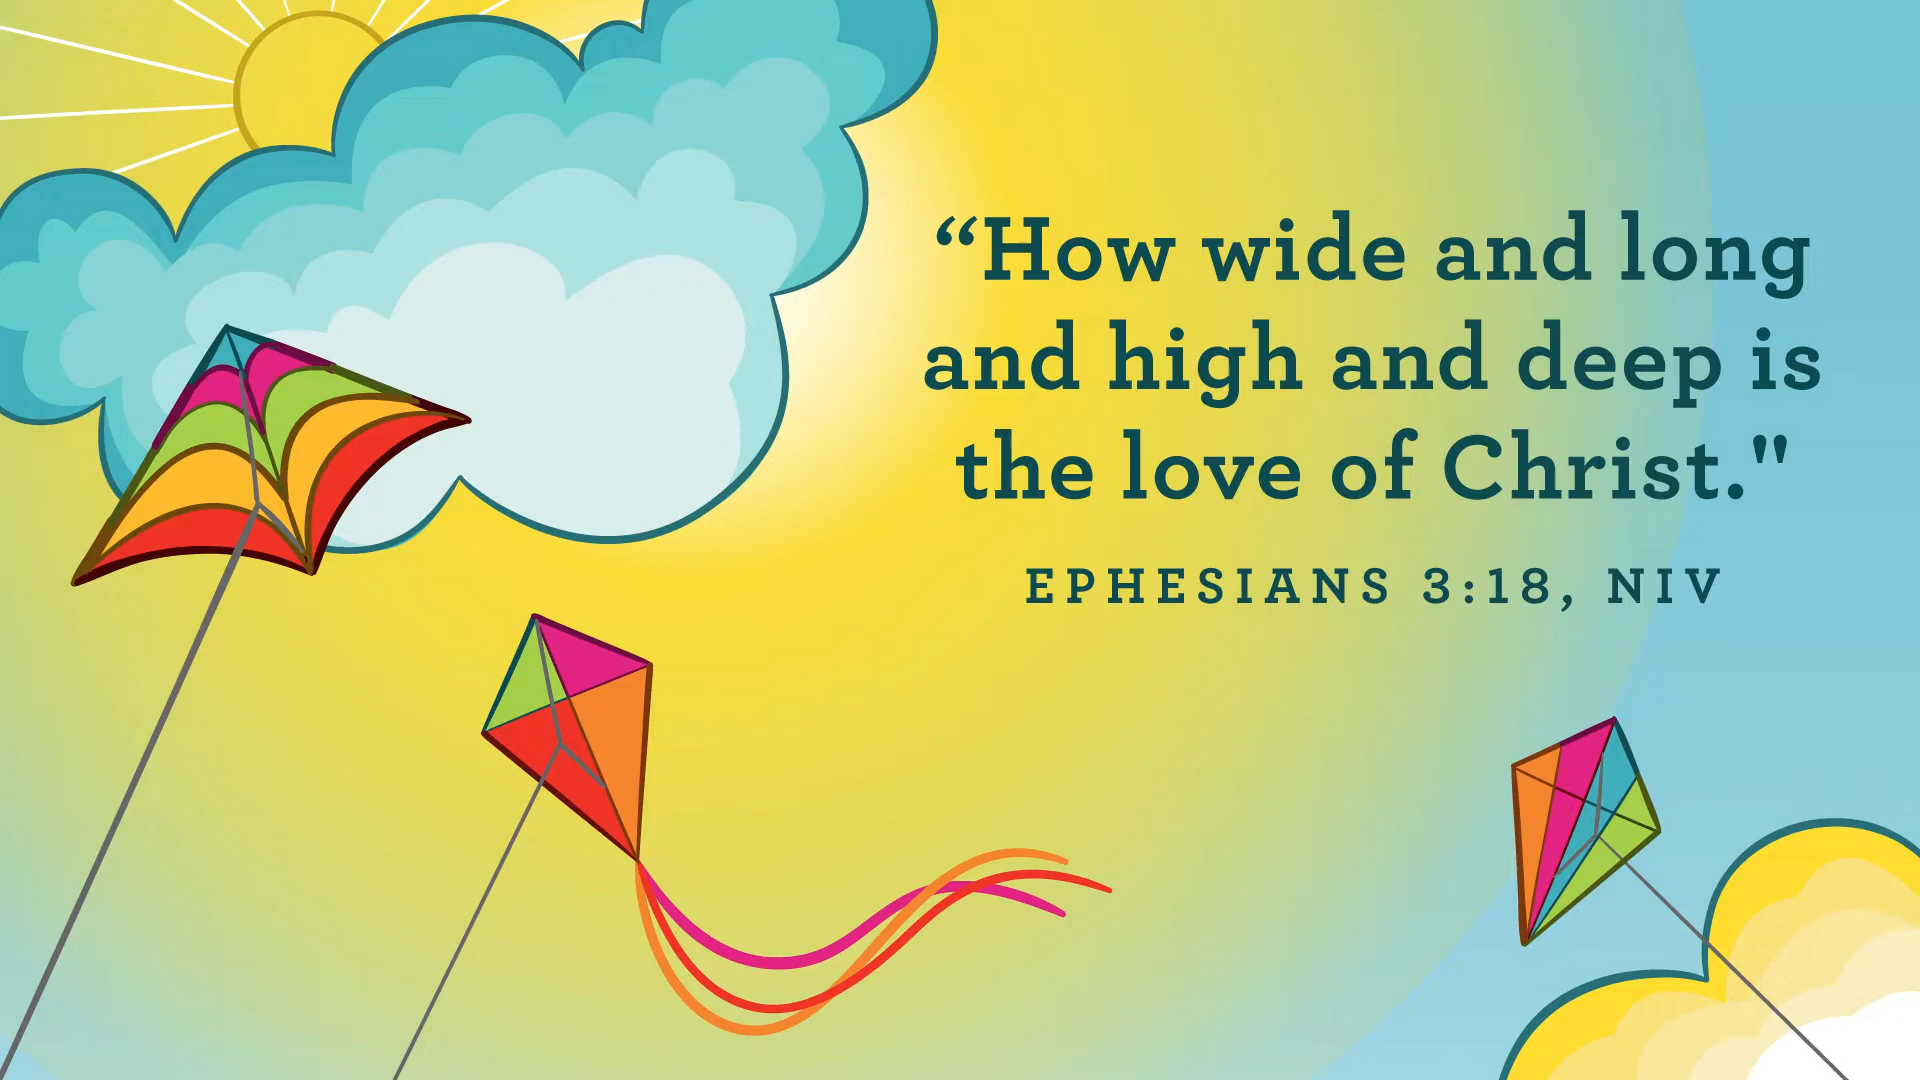 “How wide and long
and high and deep is
the love of Christ."
EPHESIANS 3:18, NIV